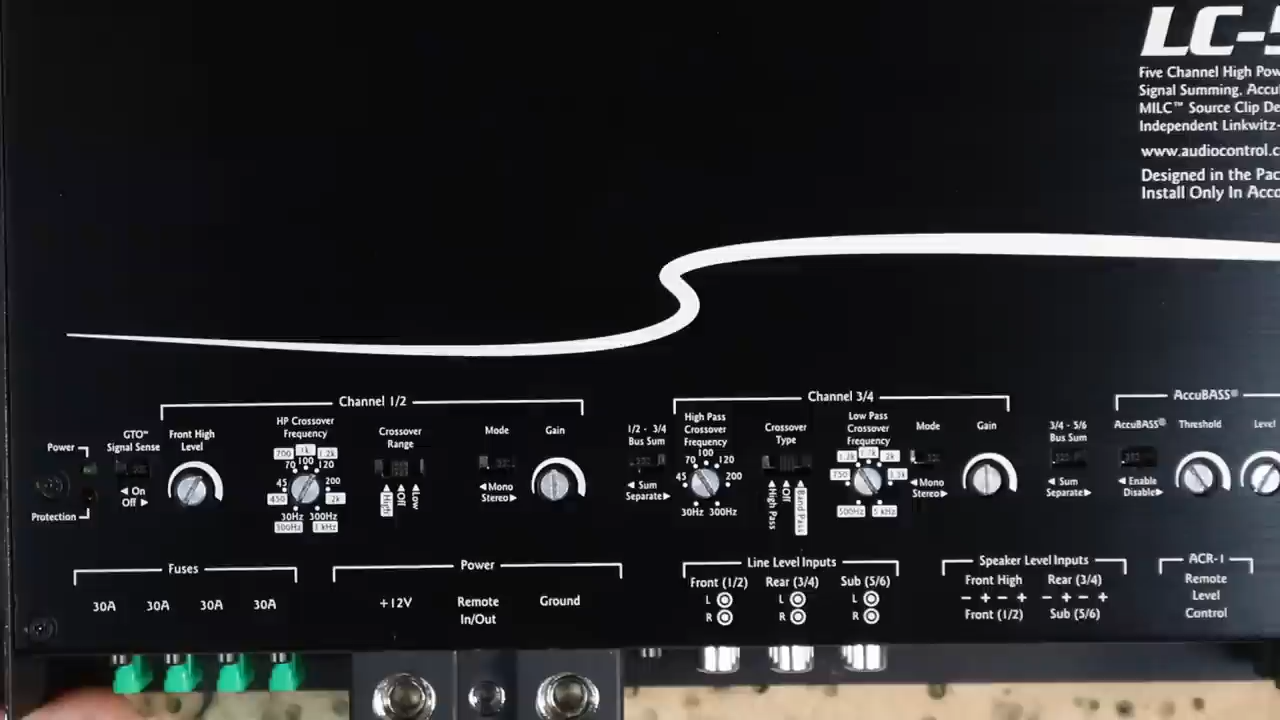 LC-5
Five Channel High Pow
Signal Summing, Accu
MILC™ Source Clip De
Independent Linkwitz-
www.audiocontrol.c
Designed in the Pac
Install Only In Acco
Channel 1/2
Channel 3/4
AccuBASS®
Power
Protection
GTO™
Signal Sense
◄ On
Off ►
Front High
Level
HP Crossover
Frequency
700 1k 1.2k
70 100 120
45 200
450 2k
30Hz 300Hz
300Hz 3 kHz
Crossover
Range
◄High
◄Off
◄Low
Mode
◄ Mono
Stereo►
Gain
1/2 - 3/4
Bus Sum
◄ Sum
Separate►
High Pass
Crossover
Frequency
70 100 120
45 200
30Hz 300Hz
Crossover
Type
◄High Pass
◄Off
◄Band Pass
Low Pass
Crossover
Frequency
1.2k 1.7k 2k
750 3.5k
500Hz 5 kHz
Mode
◄Mono
Stereo►
Gain
3/4 - 5/6
Bus Sum
◄ Sum
Separate►
AccuBASS®
◄ Enable
Disable►
Threshold
Level
Fuses
30A 30A 30A 30A
Power
+12V
Remote
In/Out
Ground
Line Level Inputs
Front (1/2) Rear (3/4) Sub (5/6)
L L L
R R R
Speaker Level Inputs
Front High Rear (3/4)
− + − + − + − +
Front (1/2) Sub (5/6)
ACR-1
Remote
Level
Control